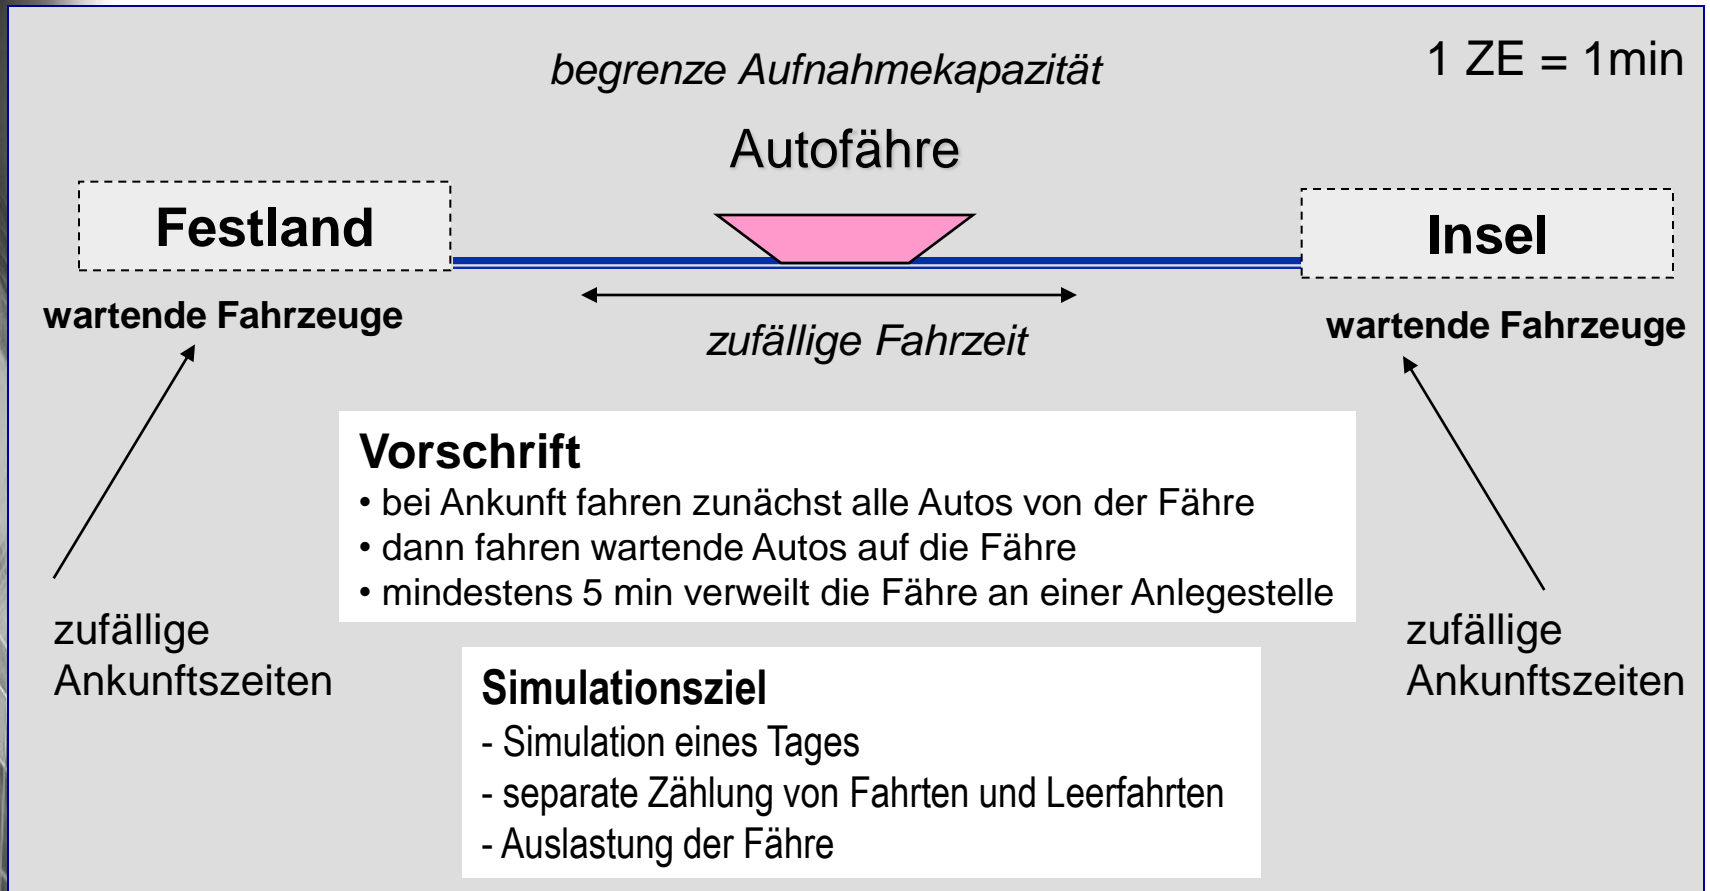 begrenze Aufnahmekapazität
1 ZE = 1min
Autofähre
Festland
Insel
wartende Fahrzeuge
zufällige Fahrzeit
wartende Fahrzeuge
Vorschrift
• bei Ankunft fahren zunächst alle Autos von der Fähre
• dann fahren wartende Autos auf die Fähre
• mindestens 5 min verweilt die Fähre an einer Anlegestelle
zufällige
Ankunftszeiten
zufällige
Ankunftszeiten
Simulationsziel
- Simulation eines Tages
- separate Zählung von Fahrten und Leerfahrten
- Auslastung der Fähre